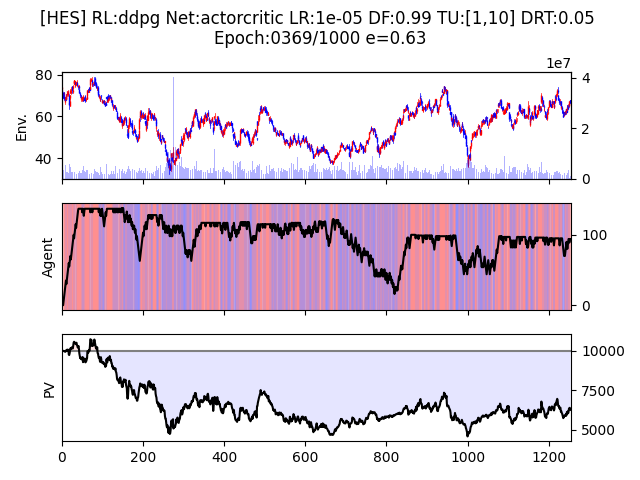 [HES] RL:ddpg Net:actorcritic LR:1e-05 DF:0.99 TU:[1,10] DRT:0.05
Epoch:0369/1000 e=0.63
1e7
80
60
40
Env.
4
2
0
Agent
100
0
PV
10000
7500
5000
0 200 400 600 800 1000 1200